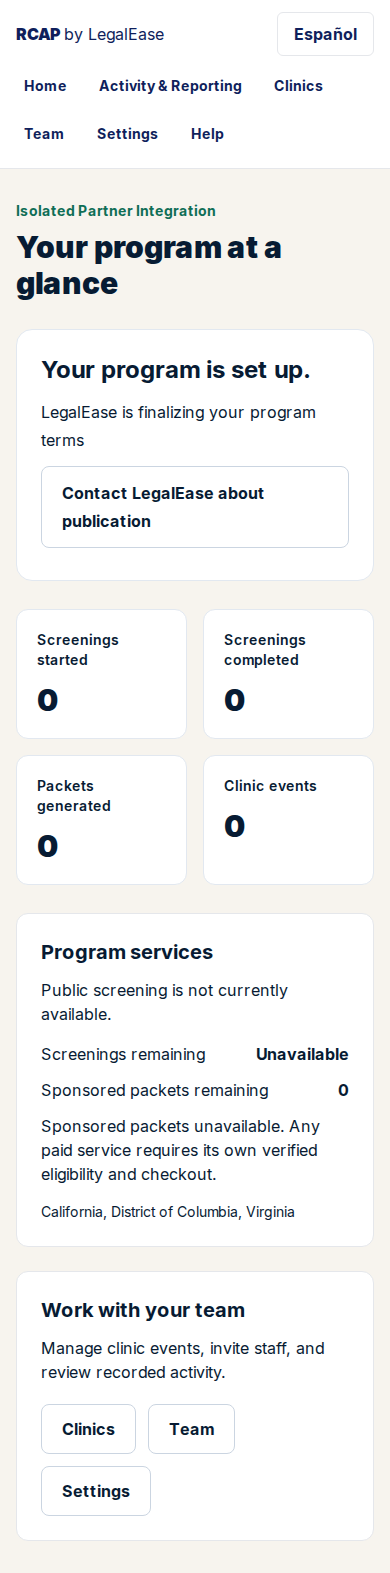 RCAP by LegalEase
Español
Home Activity & Reporting Clinics
Team Settings Help
Isolated Partner Integration
Your program at a
glance
Your program is set up.
LegalEase is finalizing your program
terms
Contact LegalEase about
publication
Screenings
started
0
Screenings
completed
0
Packets
generated
0
Clinic events
0
Program services
Public screening is not currently
available.
Screenings remaining Unavailable
Sponsored packets remaining 0
Sponsored packets unavailable. Any
paid service requires its own verified
eligibility and checkout.
California, District of Columbia, Virginia
Work with your team
Manage clinic events, invite staff, and
review recorded activity.
Clinics Team
Settings